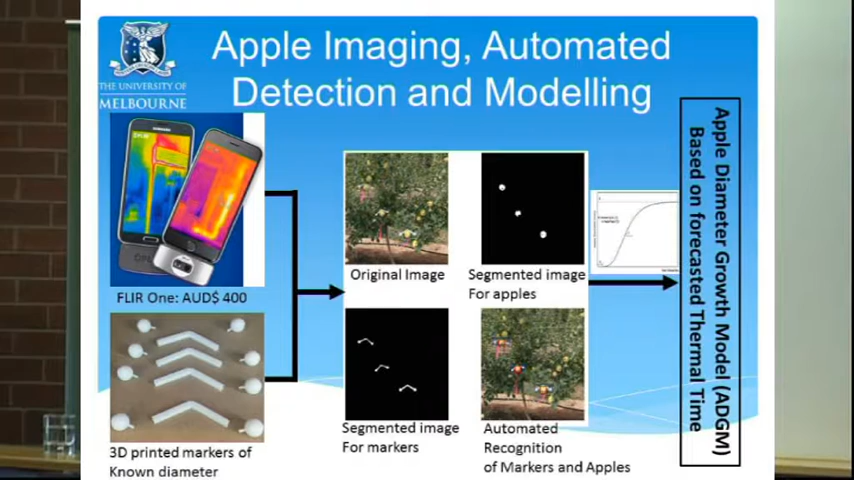 Apple Imaging, Automated
Detection and Modelling
THE UNIVERSITY OF
MELBOURNE
SAMSUNG
FLIR One: AUD$ 400
3D printed markers of
Known diameter
Original Image
Segmented image
For apples
Segmented image
For markers
Automated
Recognition
of Markers and Apples
Apple Diameter Growth Model (ADGM)
Based on forecasted Thermal Time